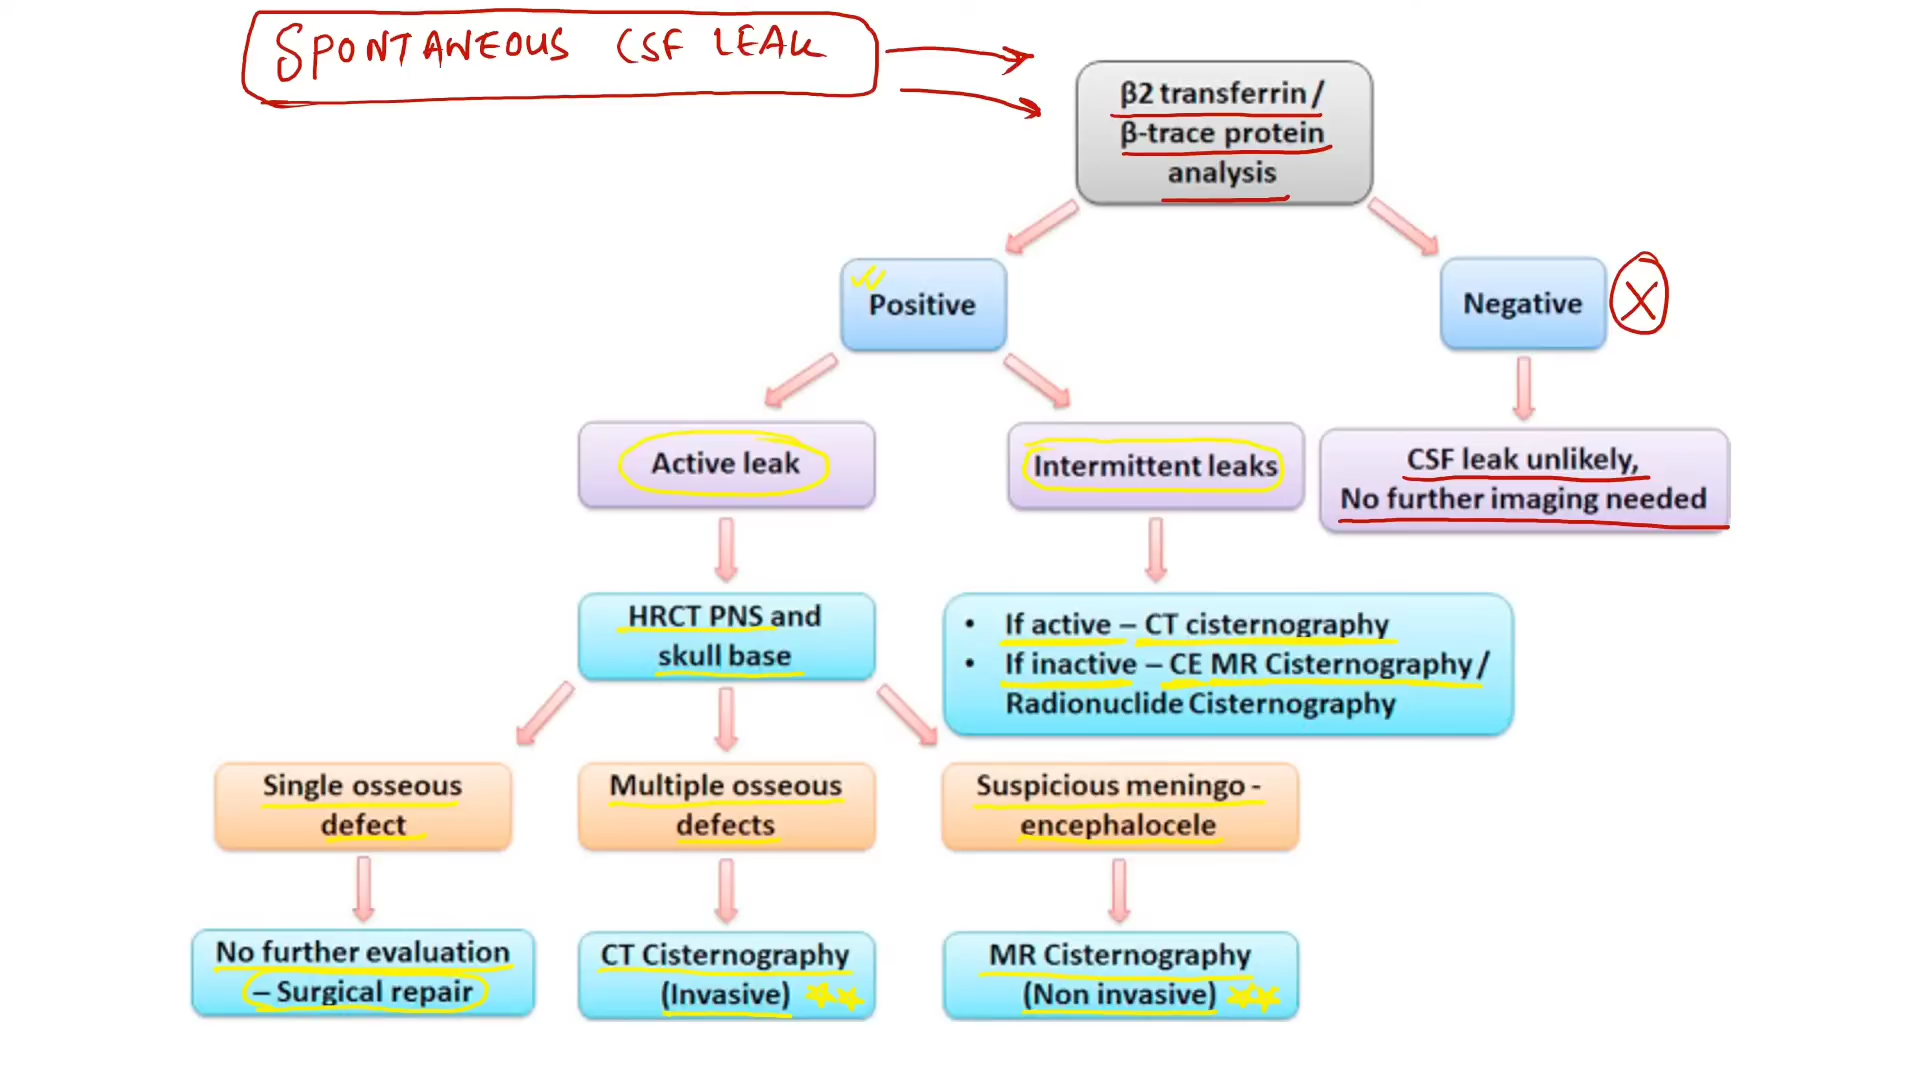 SPONTANEOUS CSF LEAK
β2 transferrin /
β-trace protein
analysis
Positive
Negative
X
Active leak
Intermittent leaks
CSF leak unlikely,
No further imaging needed
HRCT PNS and
skull base
• If active – CT cisternography
• If inactive – CE MR Cisternography /
Radionuclide Cisternography
Single osseous
defect
Multiple osseous
defects
Suspicious meningo -
encephalocele
No further evaluation
– Surgical repair
CT Cisternography
(Invasive)
MR Cisternography
(Non invasive)